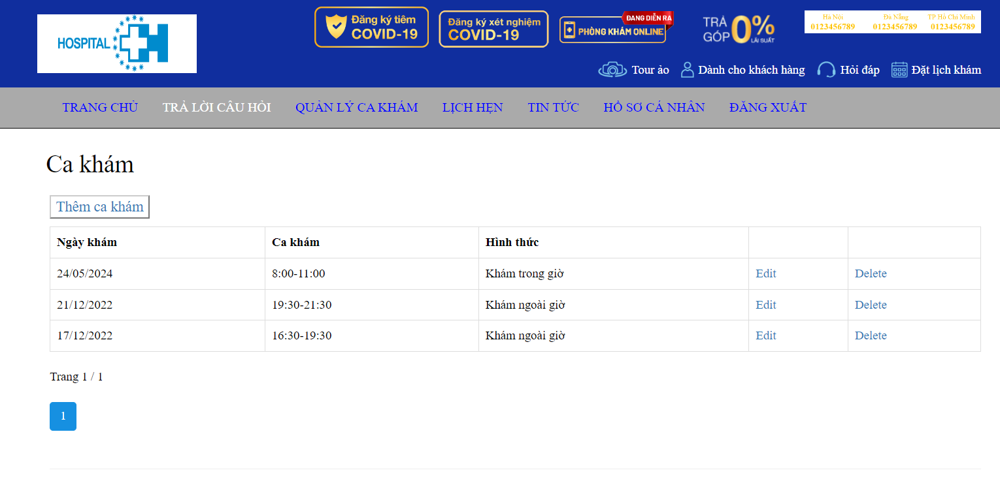 HOSPITAL
Đăng ký tiêm
COVID-19
Đăng ký xét nghiệm
COVID-19
ĐANG DIỄN RA
PHÒNG KHÁM ONLINE
TRẢ
GÓP 0%
LÃI SUẤT
Hà Nội Đà Nẵng TP Hồ Chí Minh
0123456789 0123456789 0123456789
Tour ảo Dành cho khách hàng Hỏi đáp Đặt lịch khám
TRANG CHỦ TRẢ LỜI CÂU HỎI QUẢN LÝ CA KHÁM LỊCH HẸN TIN TỨC HỒ SƠ CÁ NHÂN ĐĂNG XUẤT
Ca khám
Thêm ca khám
Ngày khám Ca khám Hình thức
24/05/2024 8:00-11:00 Khám trong giờ Edit Delete
21/12/2022 19:30-21:30 Khám ngoài giờ Edit Delete
17/12/2022 16:30-19:30 Khám ngoài giờ Edit Delete
Trang 1 / 1
1